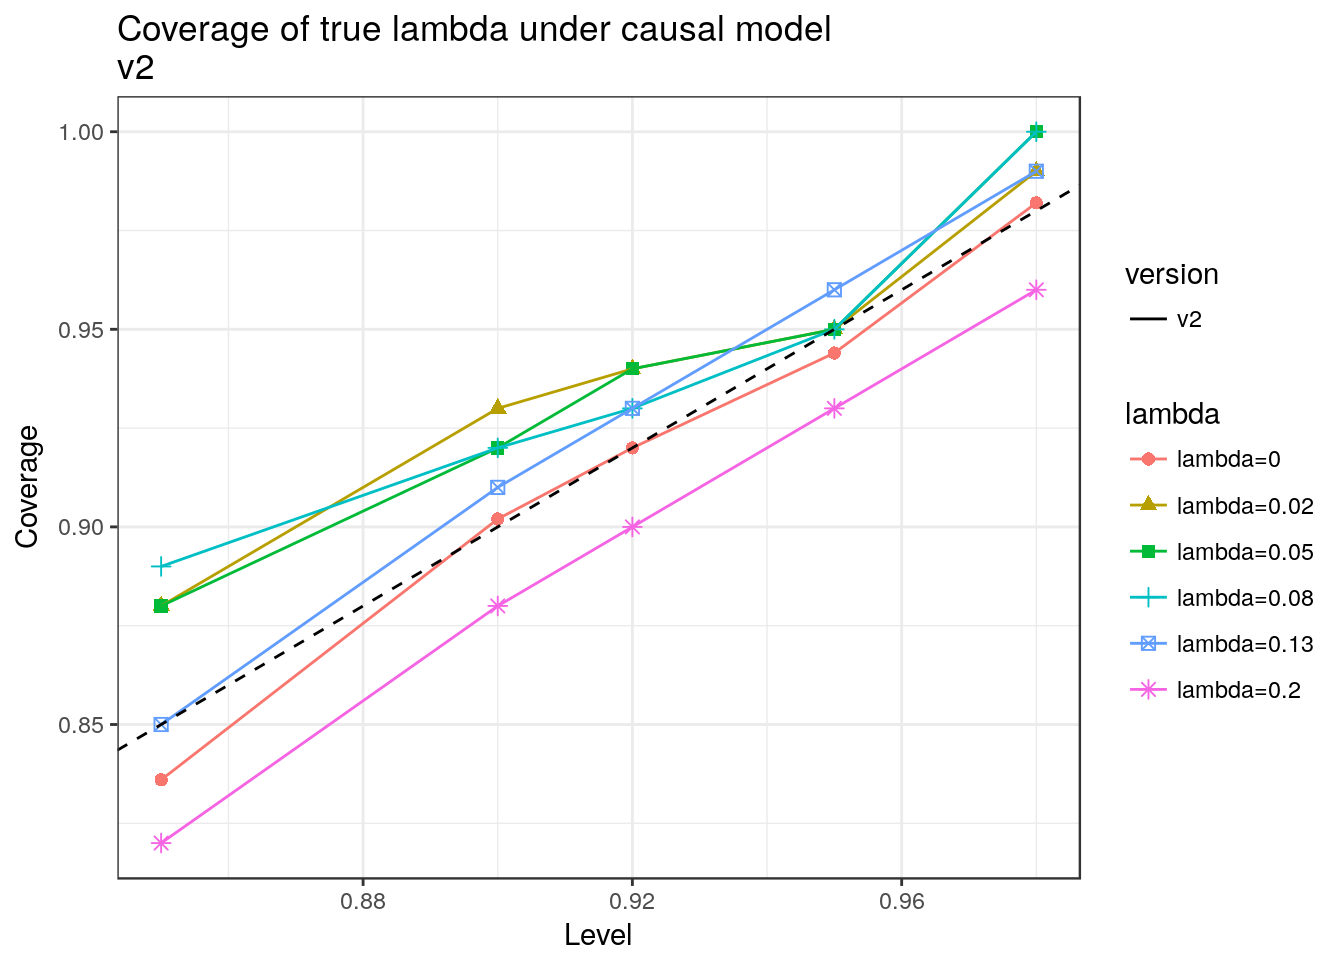 Coverage of true lambda under causal model
v2
1.00
0.95
0.90
0.85
Coverage
0.88
0.92
0.96
Level
version
v2
lambda
lambda=0
lambda=0.02
lambda=0.05
lambda=0.08
lambda=0.13
lambda=0.2